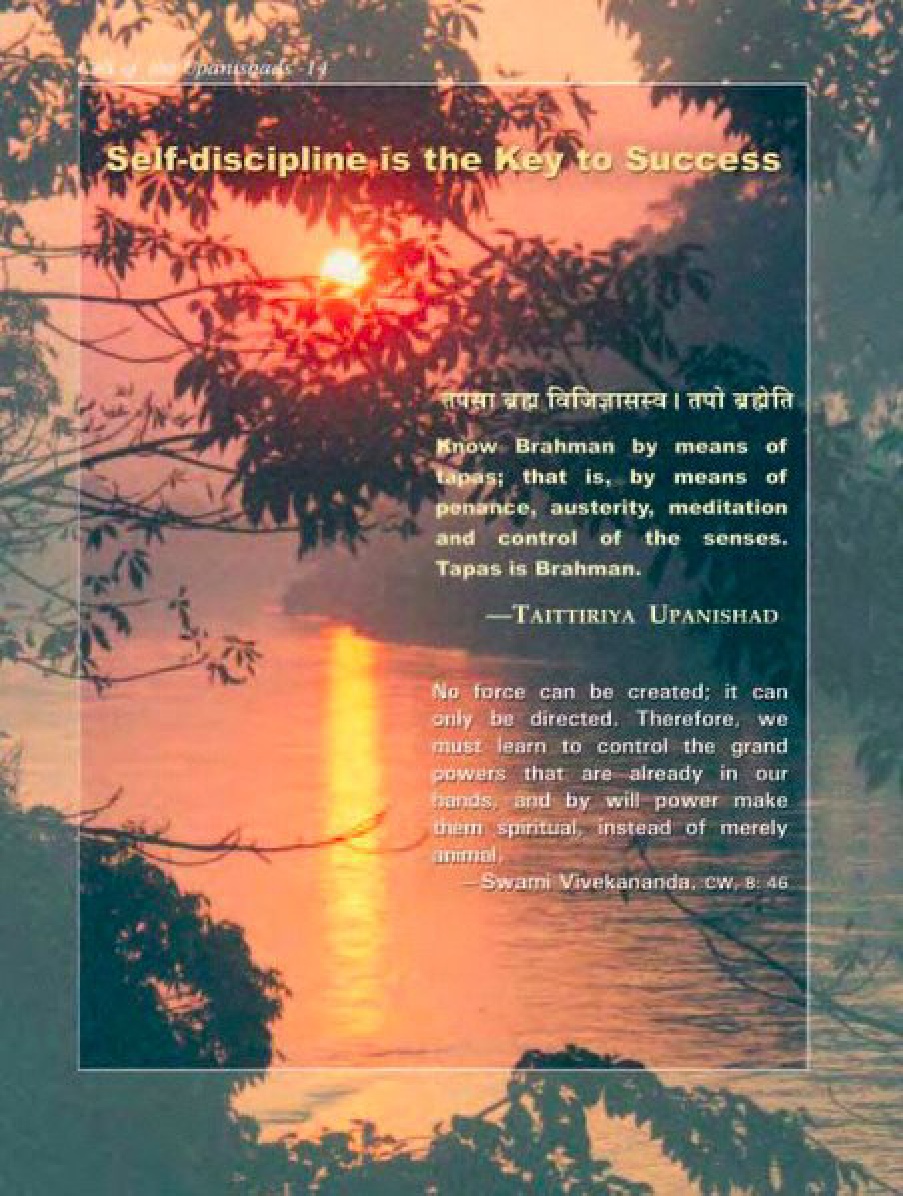 of the Upanishads -14
Self-discipline is the Key to Success
तपसा ब्रह्म विजिज्ञासस्व। तपो ब्रह्मेति
Know Brahman by means of
tapas; that is, by means of
penance, austerity, meditation
and control of the senses.
Tapas is Brahman.
—TAITTIRIYA UPANISHAD
No force can be created; it can
only be directed. Therefore, we
must learn to control the grand
powers that are already in our
hands, and by will power make
them spiritual, instead of merely
animal.
—Swami Vivekananda, CW, 8: 46